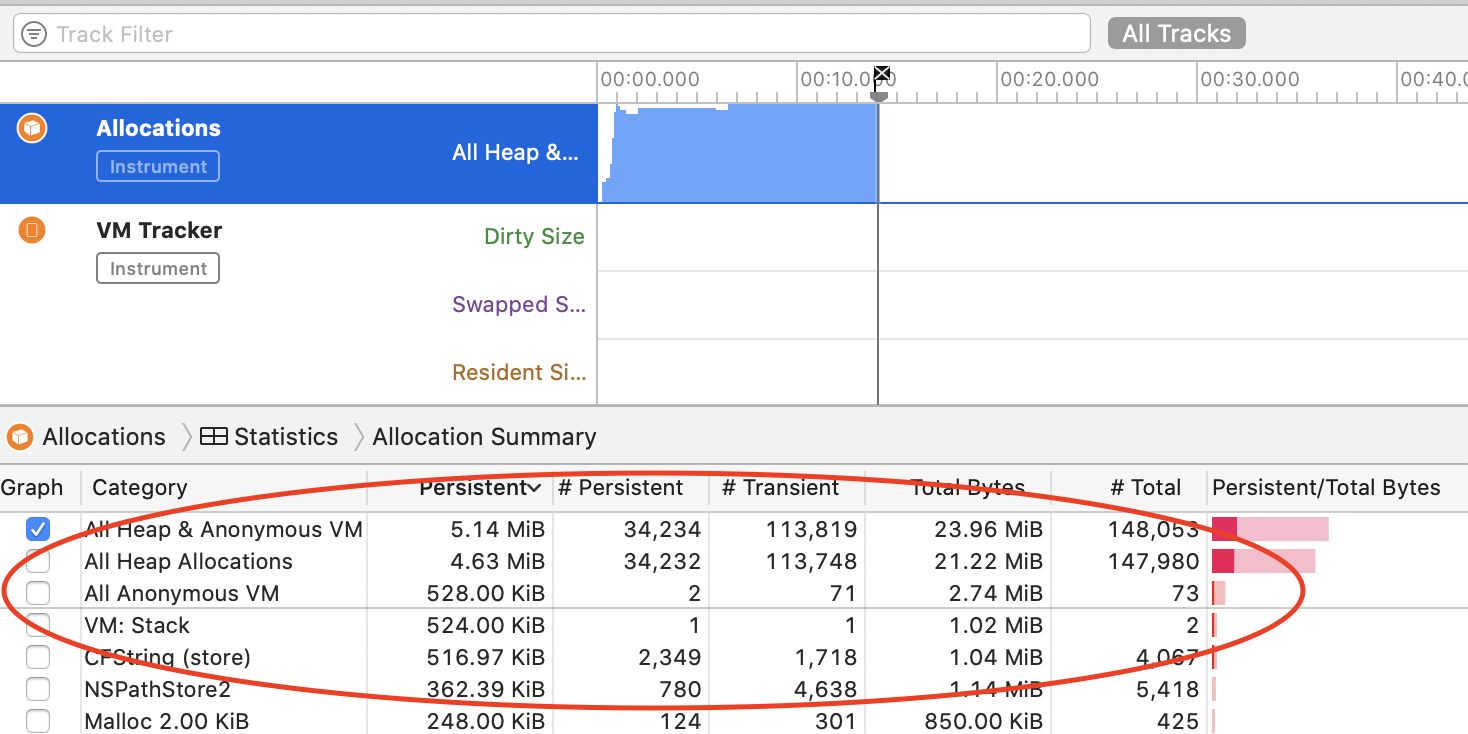 Track Filter All Tracks
00:00.000 00:10.000 00:20.000 00:30.000 00:40.0
Allocations
Instrument
All Heap &...
VM Tracker
Instrument
Dirty Size
Swapped S...
Resident Si...
Allocations Statistics Allocation Summary
Graph Category Persistent # Persistent # Transient Total Bytes # Total Persistent/Total Bytes
All Heap & Anonymous VM 5.14 MiB 34,234 113,819 23.96 MiB 148,053
All Heap Allocations 4.63 MiB 34,232 113,748 21.22 MiB 147,980
All Anonymous VM 528.00 KiB 2 71 2.74 MiB 73
VM: Stack 524.00 KiB 1 1 1.02 MiB 2
CFString (store) 516.97 KiB 2,349 1,718 1.04 MiB 4,067
NSPathStore2 362.39 KiB 780 4,638 1.14 MiB 5,418
Malloc 2.00 KiB 248.00 KiB 124 301 850.00 KiB 425